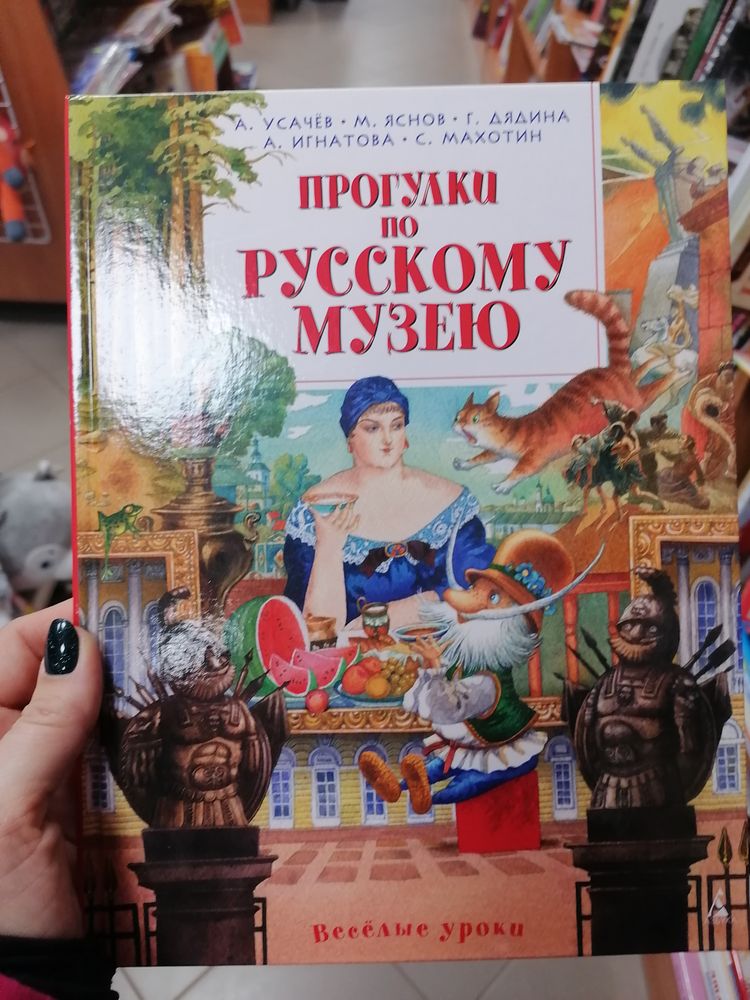 А. УСАЧЁВ • М. ЯСНОВ • Г. ДЯДИНА
А. ИГНАТОВА • С. МАХОТИН
ПРОГУЛКИ
ПО
РУССКОМУ
МУЗЕЮ
Весёлые уроки